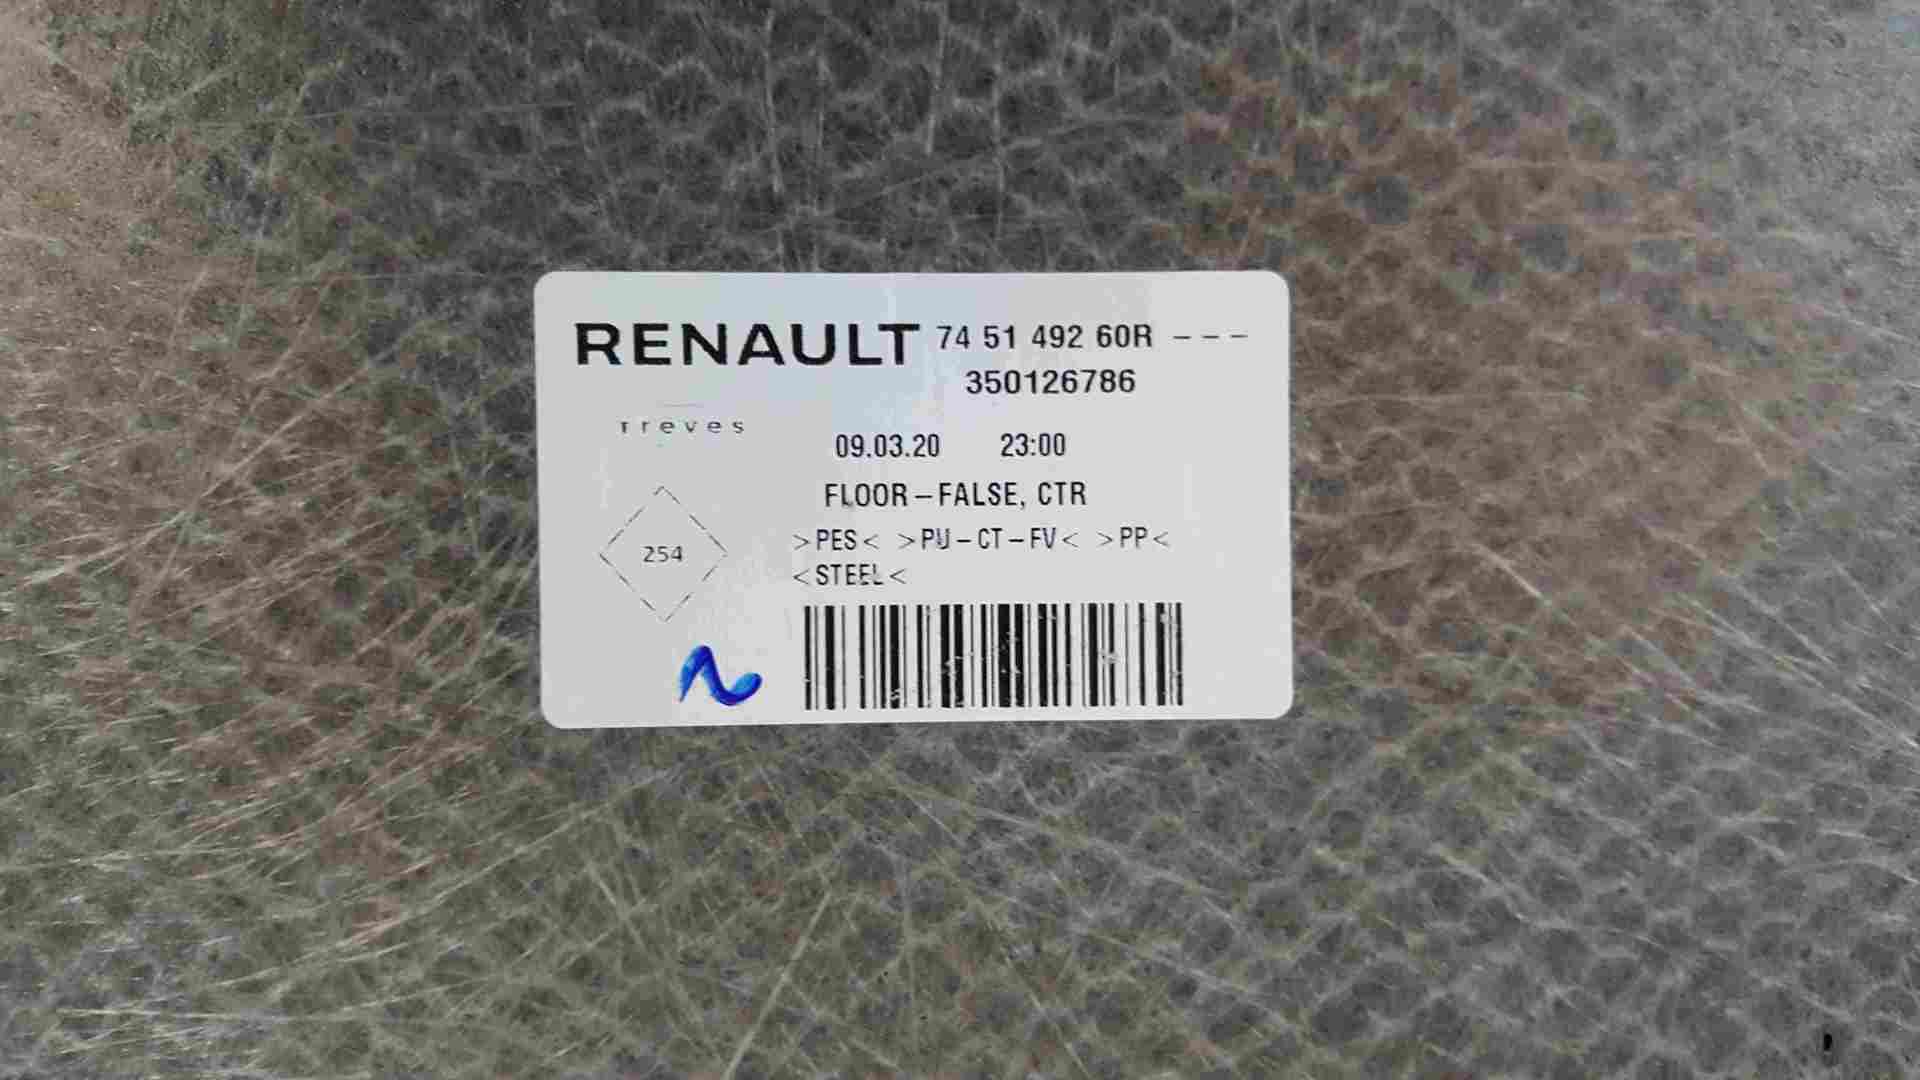 RENAULT 74 51 492 60R – – –
350126786
Treves
09.03.20 23:00
FLOOR–FALSE, CTR
>PES< >PU–CT–FV< >PP<
254
<STEEL<